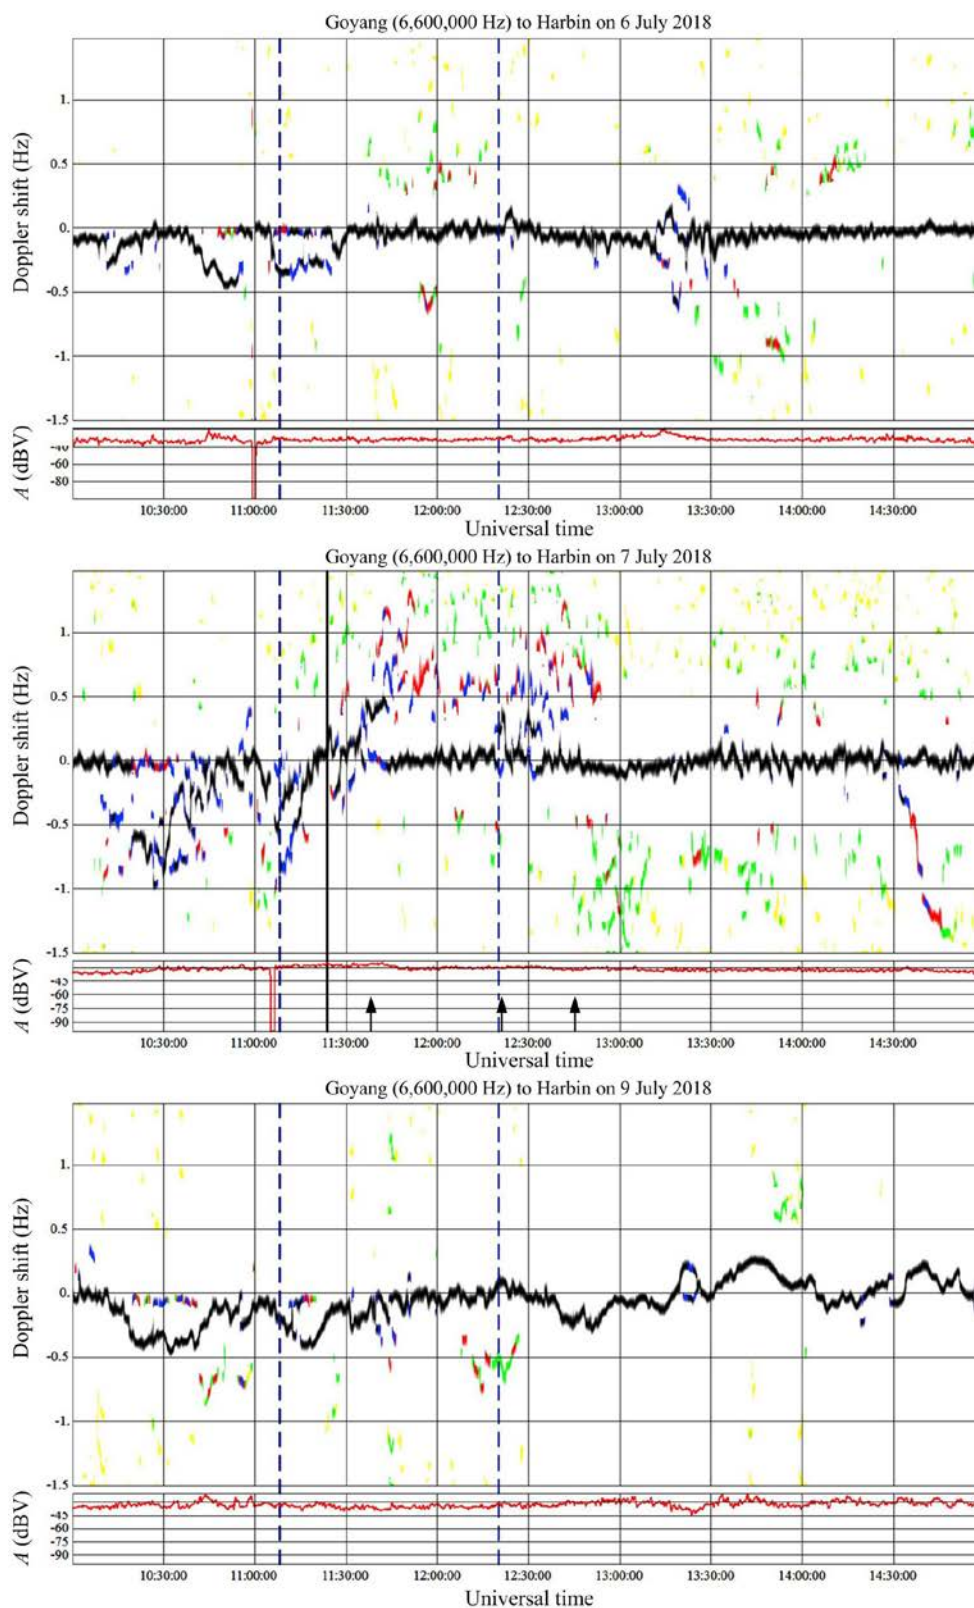 Goyang (6,600,000 Hz) to Harbin on 6 July 2018
Doppler shift (Hz)
1.
0.5
0.
-0.5
-1.
-1.5
A (dBV)
-40
-60
-80
10:30:00 11:00:00 11:30:00 12:00:00 12:30:00 13:00:00 13:30:00 14:00:00 14:30:00
Universal time
Goyang (6,600,000 Hz) to Harbin on 7 July 2018
Doppler shift (Hz)
1.
0.5
0.
-0.5
-1.
-1.5
A (dBV)
-45
-60
-75
-90
10:30:00 11:00:00 11:30:00 12:00:00 12:30:00 13:00:00 13:30:00 14:00:00 14:30:00
Universal time
Goyang (6,600,000 Hz) to Harbin on 9 July 2018
Doppler shift (Hz)
1.
0.5
0.
-0.5
-1.
-1.5
A (dBV)
-45
-60
-75
-90
10:30:00 11:00:00 11:30:00 12:00:00 12:30:00 13:00:00 13:30:00 14:00:00 14:30:00
Universal time